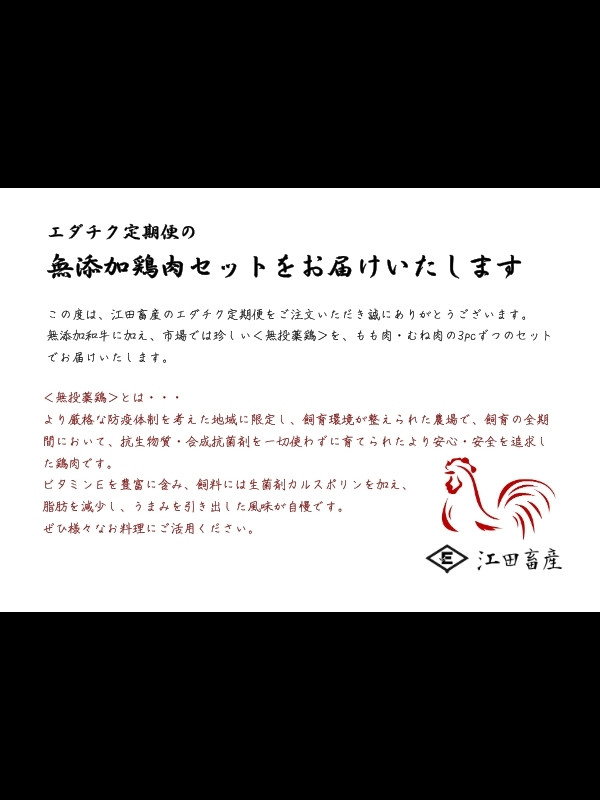 エダチク定期便の
無添加鶏肉セットをお届けいたします
この度は、江田畜産のエダチク定期便をご注文いただき誠にありがとうございます。
無添加和牛に加え、市場では珍しい＜無投薬鶏＞を、もも肉・むね肉の3pcずつのセット
でお届けいたします。
＜無投薬鶏＞とは・・・
より厳格な防疫体制を考えた地域に限定し、飼育環境が整えられた農場で、飼育の全期
間において、抗生物質・合成抗菌剤を一切使わずに育てられたより安心・安全を追求し
た鶏肉です。
ビタミンEを豊富に含み、飼料には生菌剤カルスポリンを加え、
脂肪を減少し、うまみを引き出した風味が自慢です。
ぜひ様々なお料理にご活用ください。
E 江田畜産